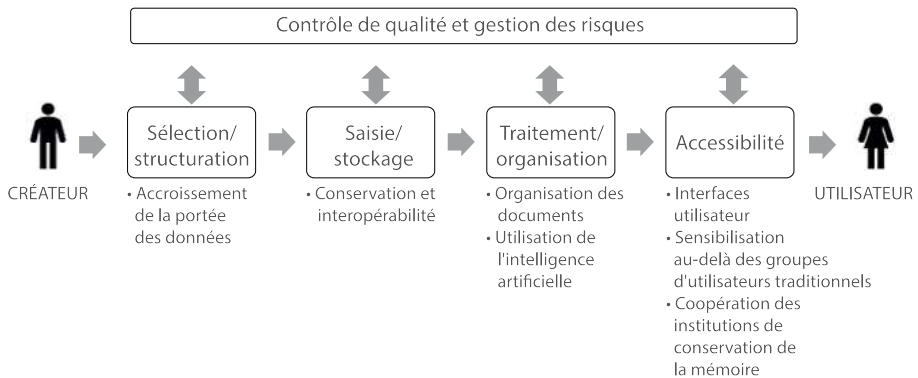 Contrôle de qualité et gestion des risques
CRÉATEUR
Sélection/
structuration
• Accroissement
de la portée
des données
Saisie/
stockage
• Conservation et
interopérabilité
Traitement/
organisation
• Organisation des
documents
• Utilisation de
l'intelligence
artificielle
Accessibilité
• Interfaces
utilisateur
• Sensibilisation
au-delà des groupes
d'utilisateurs traditionnels
• Coopération des
institutions de
conservation de
la mémoire
UTILISATEUR